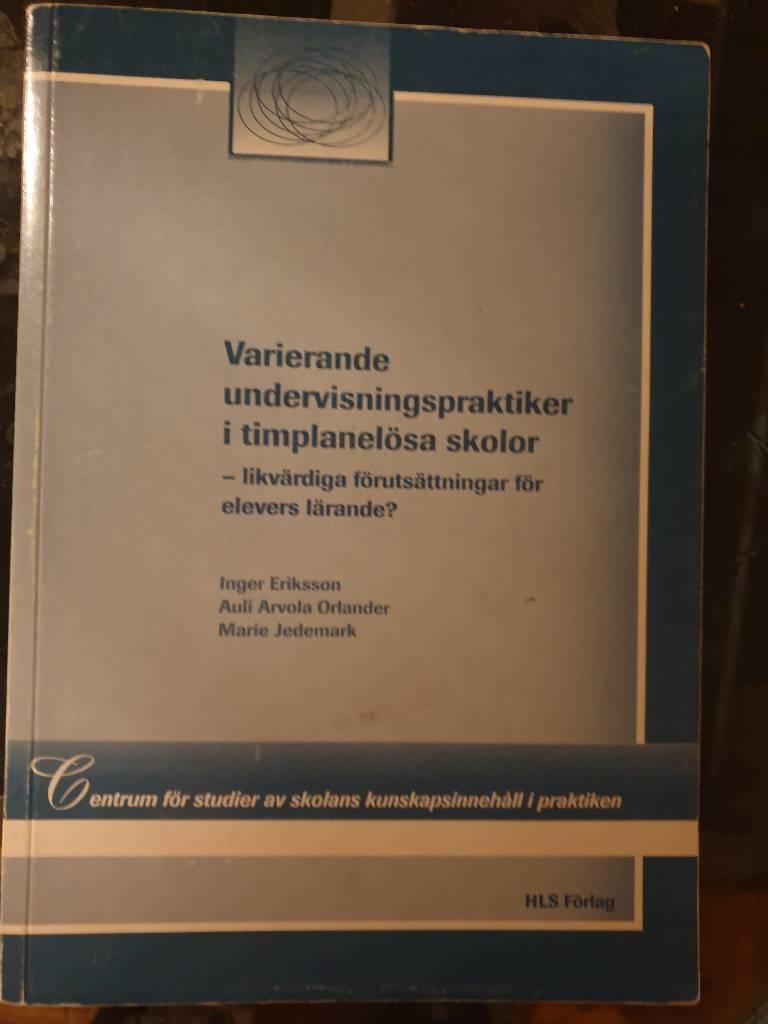 Varierande
undervisningspraktiker
i timplanelösa skolor
– likvärdiga förutsättningar för
elevers lärande?
Inger Eriksson
Auli Arvola Orlander
Marie Jedemark
Centrum för studier av skolans kunskapsinnehåll i praktiken
HLS Förlag